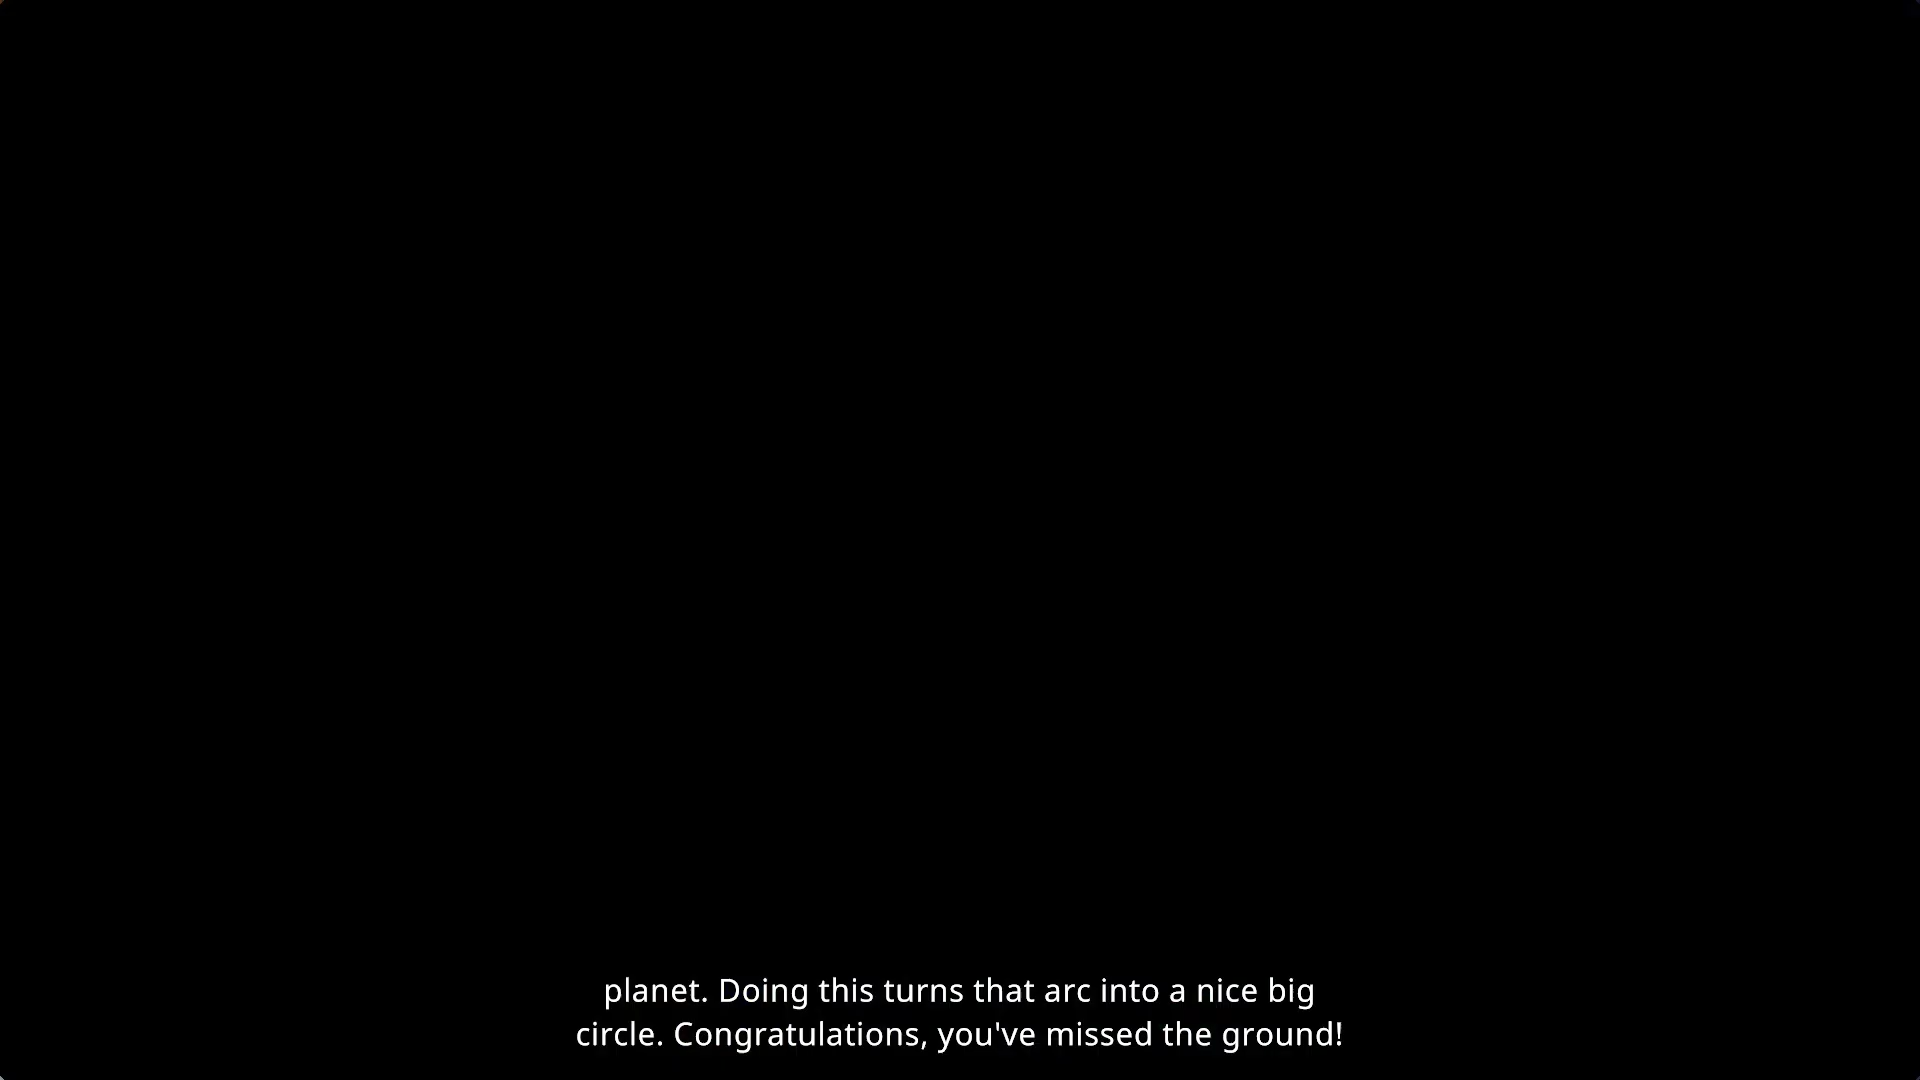 planet. Doing this turns that arc into a nice big
circle. Congratulations, you've missed the ground!